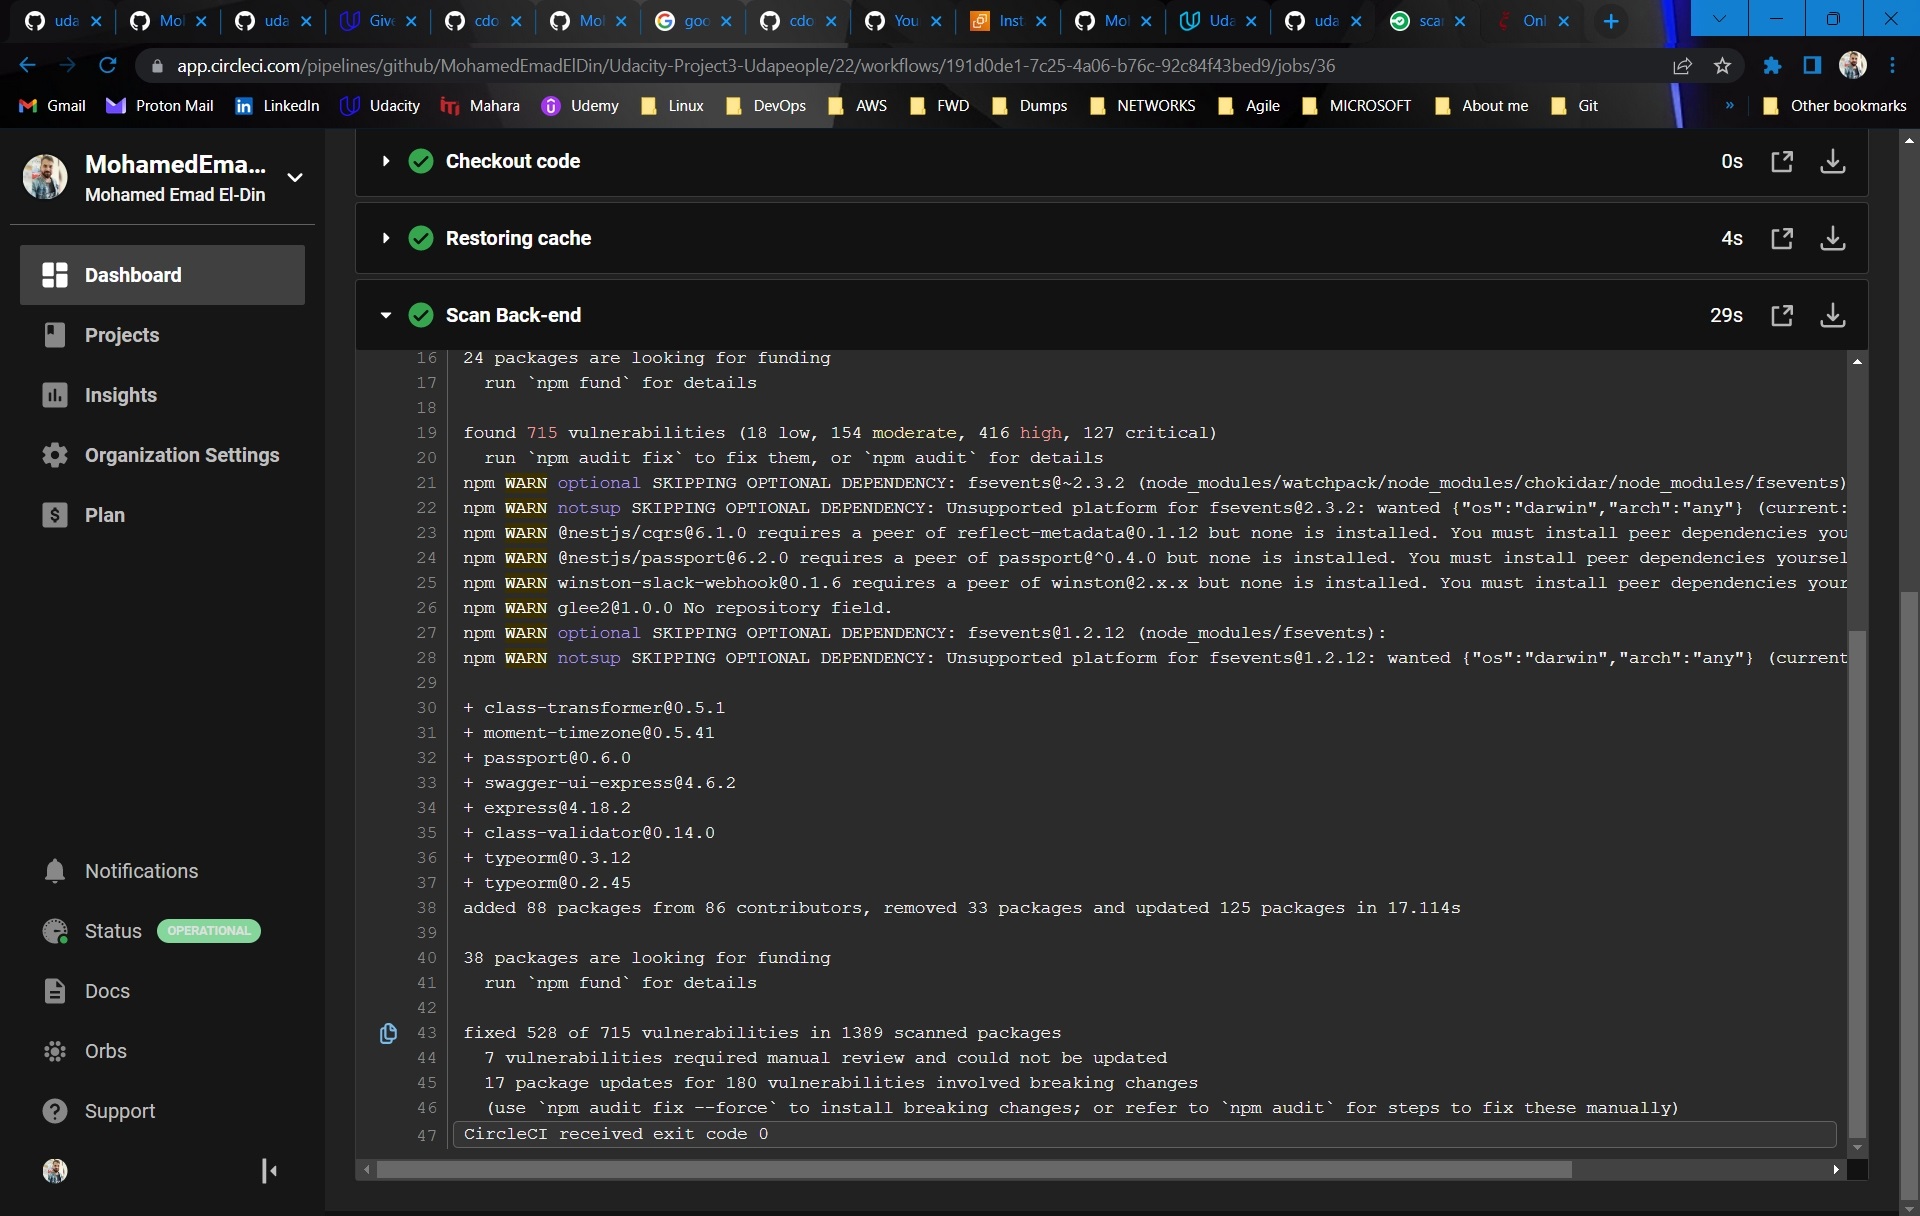 uda
Mol
uda
Give
cdo
Mol
goo
cdo
You
Inst
Mol
Uda
uda
scan
Onl
app.circleci.com/pipelines/github/MohamedEmadElDin/Udacity-Project3-Udapeople/22/workflows/191d0de1-7c25-4a06-b76c-92c84f43bed9/jobs/36
Gmail
Proton Mail
LinkedIn
Udacity
Mahara
Udemy
Linux
DevOps
AWS
FWD
Dumps
NETWORKS
Agile
MICROSOFT
About me
Git
»
Other bookmarks
MohamedEma...
Mohamed Emad El-Din
Dashboard
Projects
Insights
Organization Settings
Plan
Notifications
Status OPERATIONAL
Docs
Orbs
Support
Checkout code 0s
Restoring cache 4s
Scan Back-end 29s
16 24 packages are looking for funding
17 run `npm fund` for details
18
19 found 715 vulnerabilities (18 low, 154 moderate, 416 high, 127 critical)
20 run `npm audit fix` to fix them, or `npm audit` for details
21 npm WARN optional SKIPPING OPTIONAL DEPENDENCY: fsevents@~2.3.2 (node_modules/watchpack/node_modules/chokidar/node_modules/fsevents)
22 npm WARN notsup SKIPPING OPTIONAL DEPENDENCY: Unsupported platform for fsevents@2.3.2: wanted {"os":"darwin","arch":"any"} (current:
23 npm WARN @nestjs/cqrs@6.1.0 requires a peer of reflect-metadata@0.1.12 but none is installed. You must install peer dependencies you
24 npm WARN @nestjs/passport@6.2.0 requires a peer of passport@^0.4.0 but none is installed. You must install peer dependencies yoursel
25 npm WARN winston-slack-webhook@0.1.6 requires a peer of winston@2.x.x but none is installed. You must install peer dependencies your
26 npm WARN glee2@1.0.0 No repository field.
27 npm WARN optional SKIPPING OPTIONAL DEPENDENCY: fsevents@1.2.12 (node_modules/fsevents):
28 npm WARN notsup SKIPPING OPTIONAL DEPENDENCY: Unsupported platform for fsevents@1.2.12: wanted {"os":"darwin","arch":"any"} (current
29
30 + class-transformer@0.5.1
31 + moment-timezone@0.5.41
32 + passport@0.6.0
33 + swagger-ui-express@4.6.2
34 + express@4.18.2
35 + class-validator@0.14.0
36 + typeorm@0.3.12
37 + typeorm@0.2.45
38 added 88 packages from 86 contributors, removed 33 packages and updated 125 packages in 17.114s
39
40 38 packages are looking for funding
41 run `npm fund` for details
42
43 fixed 528 of 715 vulnerabilities in 1389 scanned packages
44 7 vulnerabilities required manual review and could not be updated
45 17 package updates for 180 vulnerabilities involved breaking changes
46 (use `npm audit fix --force` to install breaking changes; or refer to `npm audit` for steps to fix these manually)
47 CircleCI received exit code 0